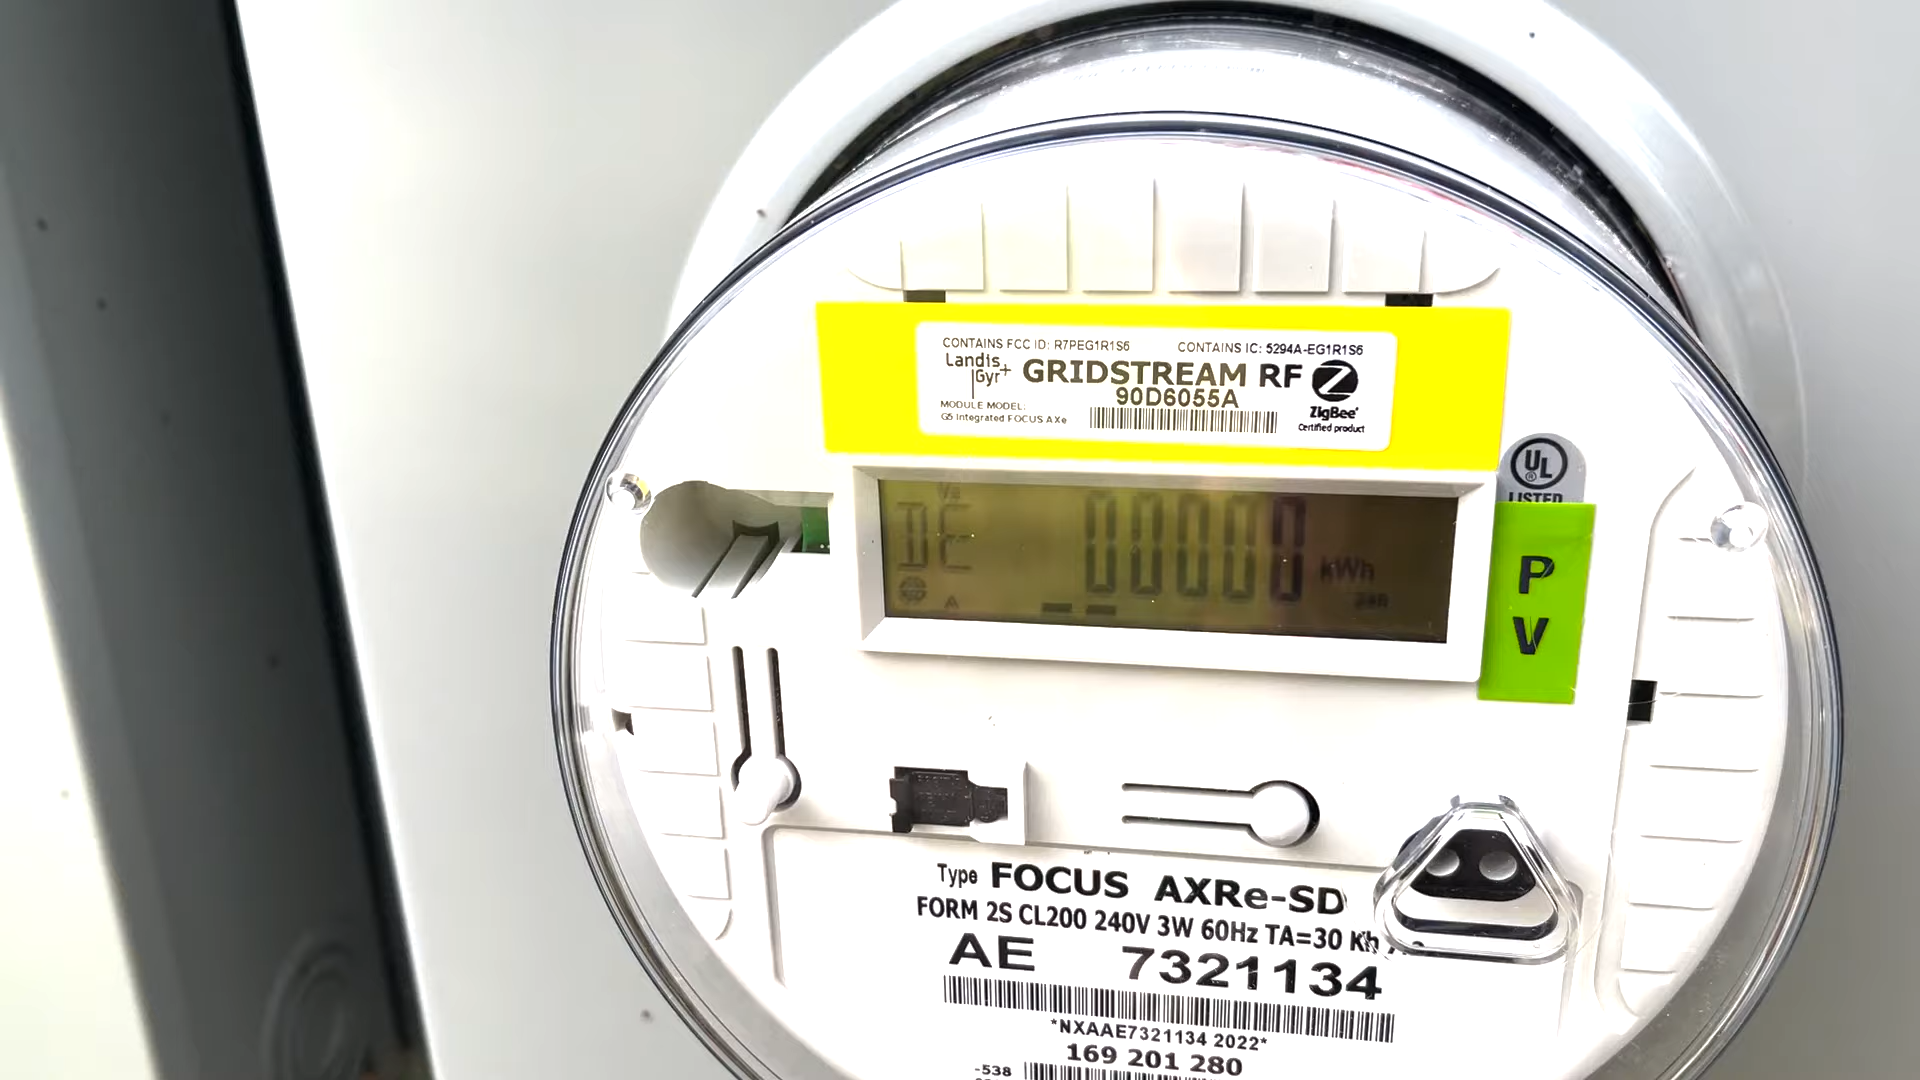 CONTAINS FCC ID: R7PEG1R1S6 CONTAINS IC: 5294A-EG1R1S6
Landis+Gyr+ GRIDSTREAM RF
90D6055A
MODULE MODEL:
G5 Integrated FOCUS AXe
ZigBee
Certified product
UL
LISTED
PV
00000 kWh
Type FOCUS AXRe-SD
FORM 2S CL200 240V 3W 60Hz TA=30 Kh
AE 7321134
*NXAAE7321134 2022*
169 201 280
-538